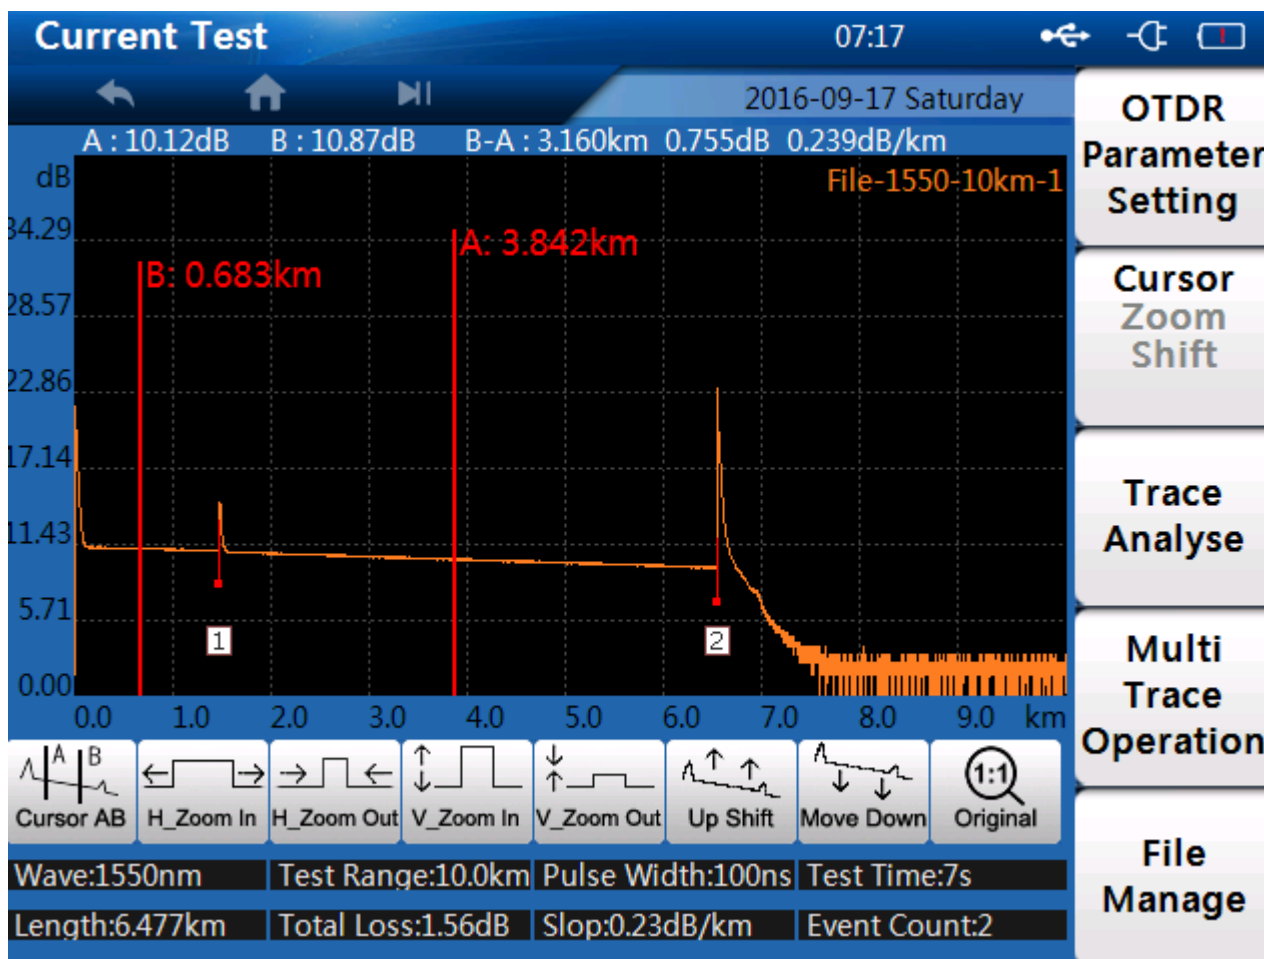 Current Test 07:17
2016-09-17 Saturday
A : 10.12dB B : 10.87dB B-A : 3.160km 0.755dB 0.239dB/km
dB
File-1550-10km-1
34.29
A: 3.842km
B: 0.683km
28.57
22.86
17.14
11.43
5.71
1
2
0.00
0.0 1.0 2.0 3.0 4.0 5.0 6.0 7.0 8.0 9.0 km
A B
Cursor AB
H_Zoom In
H_Zoom Out
V_Zoom In
V_Zoom Out
Up Shift
Move Down
1:1
Original
Wave:1550nm
Test Range:10.0km
Pulse Width:100ns
Test Time:7s
Length:6.477km
Total Loss:1.56dB
Slop:0.23dB/km
Event Count:2
OTDR
Parameter
Setting
Cursor
Zoom
Shift
Trace
Analyse
Multi
Trace
Operation
File
Manage